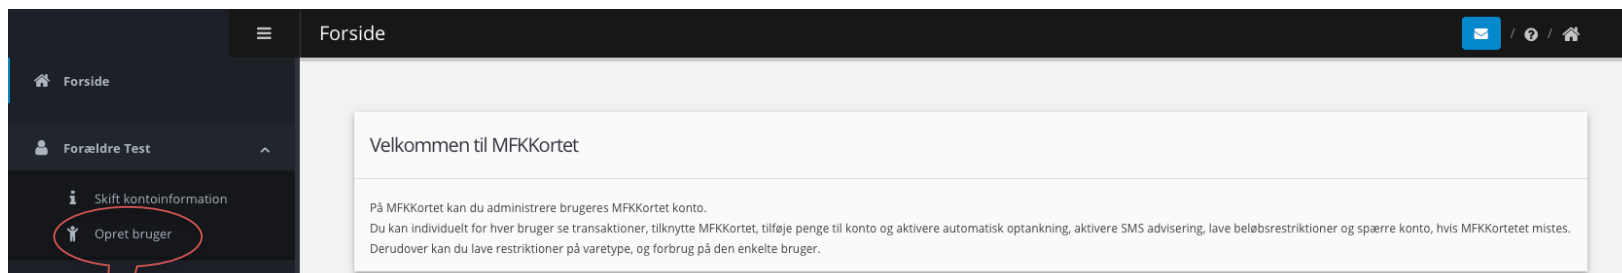 Forside
/ /
Forside
Forældre Test
Skift kontoinformation
Opret bruger
Velkommen til MFKKortet
På MFKKortet kan du administrere brugeres MFKKortet konto.
Du kan individuelt for hver bruger se transaktioner, tilknytte MFKKortet, tilføje penge til konto og aktivere automatisk optankning, aktivere SMS advisering, lave beløbsrestriktioner og spærre konto, hvis MFKKortetet mistes.
Derudover kan du lave restriktioner på varetype, og forbrug på den enkelte bruger.